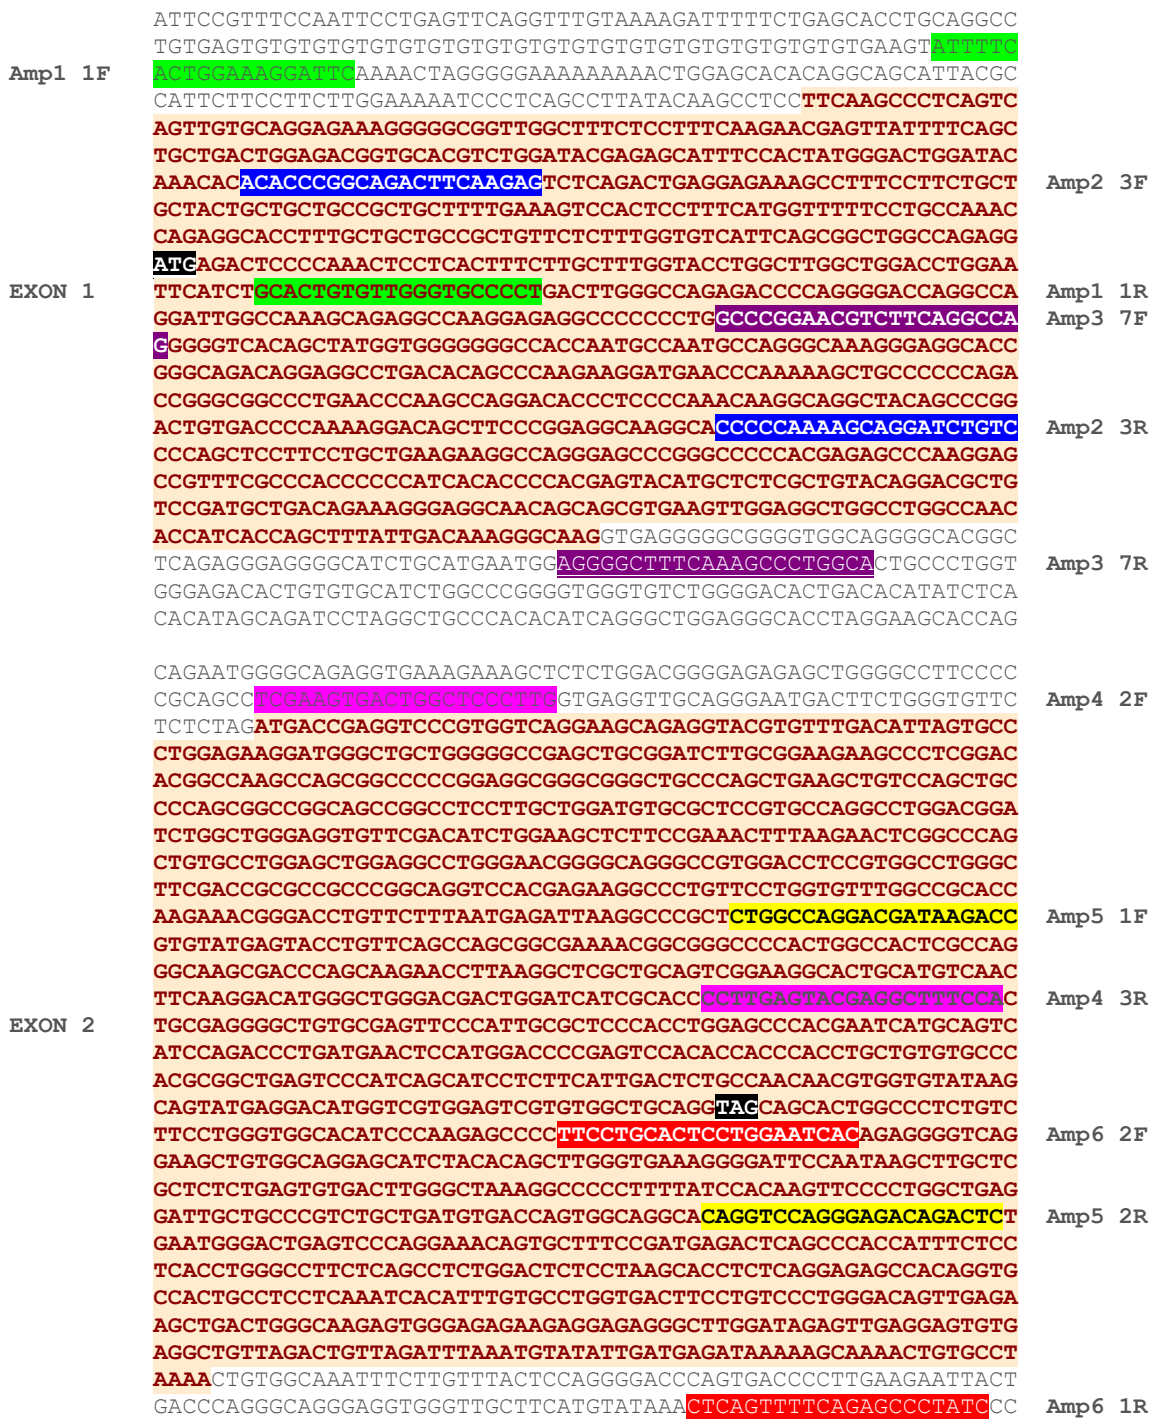 ATTCCGTTTCCAATTCCTGAGTTCAGGTTTGTAAAAGATTTTTCTGAGCACCTGCAGGCC
TGTGAGTGTGTGTGTGTGTGTGTGTGTGTGTGTGTGTGTGTGTGTGTGTGAAGTATTTTC
Amp1 1F ACTGGAAAGGATTCAAAACTAGGGGGAAAAAAAAAACTGGAGCACACAGGCAGCATTACGC
CATTCTTCCTTCTTGGAAAAATCCCTCAGCCTTATACAAGCCTCCTTCAAGCCCTCAGTC
AGTTGTGCAGGAGAAAGGGGGCGGTTGGCTTTCTCCTTTCAAGAACGAGTTATTTTCAGC
TGCTGACTGGAGACGGTGCACGTCTGGATACGAGAGCATTTCCACTATGGGACTGGATAC
AAACACACACCCGGCAGACTTCAAGAGTCTCAGACTGAGGAGAAAGCCTTTCCTTCTGCT Amp2 3F
GCTACTGCTGCTGCCGCTGCTTTTGAAAGTCCACTCCTTTCATGGTTTTTCCTGCCAAAC
CAGAGGCACCTTTGCTGCTGCCGCTGTTCTCTTTGGTGTCATTCAGCGGCTGGCCAGAGG
ATGAGACTCCCCAAACTCCTCACTTTCTTGCTTTGGTACCTGGCTTGGCTGGACCTGGAA
EXON 1 TTCATCTGCACTGTGTTGGGTGCCCCTGACTTGGGCCAGAGACCCCAGGGGACCAGGCCA Amp1 1R
GGATTGGCCAAAGCAGAGGCCAAGGAGAGGCCCCCCCTGGCCCGGAACGTCTTCAGGCCA Amp3 7F
GGGGGTCACAGCTATGGTGGGGGGGCCACCAATGCCAATGCCAGGGCAAAGGGAGGCACC
GGGCAGACAGGAGGCCTGACACAGCCCAAGAAGGATGAACCCAAAAAGCTGCCCCCCAGA
CCGGGCGGCCCTGAACCCAAGCCAGGACACCCTCCCCAAACAAGGCAGGCTACAGCCCGG
ACTGTGACCCCAAAAGGACAGCTTCCCGGAGGCAAGGCACCCCCAAAAGCAGGATCTGTC Amp2 3R
CCCAGCTCCTTCCTGCTGAAGAAGGCCAGGGAGCCCGGGCCCCCACGAGAGCCCAAGGAG
CCGTTTCGCCCACCCCCCATCACACCCCACGAGTACATGCTCTCGCTGTACAGGACGCTG
TCCGATGCTGACAGAAAGGGAGGCAACAGCAGCGTGAAGTTGGAGGCTGGCCTGGCCAAC
ACCATCACCAGCTTTATTGACAAAGGGCAAGGTGAGGGGGCGGGGTGGCAGGGGCACGGC
TCAGAGGGAGGGGCATCTGCATGAATGGAGGGGCTTTCAAAGCCCTGGCACTGCCCTGGT Amp3 7R
GGGAGACACTGTGTGCATCTGGCCCGGGGTGGGTGTCTGGGGACACTGACACATATCTCA
CACATAGCAGATCCTAGGCTGCCCACACATCAGGGCTGGAGGGCACCTAGGAAGCACCAG
CAGAATGGGGCAGAGGTGAAAGAAAGCTCTCTGGACGGGGAGAGAGCTGGGGCCTTCCCC
CGCAGCCTCGAAGTGACTGGCTCCCTTGGTGAGGTTGCAGGGAATGACTTCTGGGTGTTC Amp4 2F
TCTCTAGATGACCGAGGTCCCGTGGTCAGGAAGCAGAGGTACGTGTTTGACATTAGTGCC
CTGGAGAAGGATGGGCTGCTGGGGGCCGAGCTGCGGATCTTGCGGAAGAAGCCCTCGGAC
ACGGCCAAGCCAGCGGCCCCCGGAGGCGGGCGGGCTGCCCAGCTGAAGCTGTCCAGCTGC
CCCAGCGGCCGGCAGCCGGCCTCCTTGCTGGATGTGCGCTCCGTGCCAGGCCTGGACGGA
TCTGGCTGGGAGGTGTTCGACATCTGGAAGCTCTTCCGAAACTTTAAGAACTCGGCCCAG
CTGTGCCTGGAGCTGGAGGCCTGGGAACGGGGCAGGGCCGTGGACCTCCGTGGCCTGGGC
TTCGACCGCGCCGCCCGGCAGGTCCACGAGAAGGCCCTGTTCCTGGTGTTTGGCCGCACC
AAGAAACGGGACCTGTTCTTTAATGAGATTAAGGCCCGCTCTGGCCAGGACGATAAGACC Amp5 1F
GTGTATGAGTACCTGTTCAGCCAGCGGCGAAAACGGCGGGCCCCACTGGCCACTCGCCAG
GGCAAGCGACCCAGCAAGAACCTTAAGGCTCGCTGCAGTCGGAAGGCACTGCATGTCAAC
TTCAAGGACATGGGCTGGGACGACTGGATCATCGCACCCCTTGAGTACGAGGCTTTCCAC Amp4 3R
EXON 2 TGCGAGGGGCTGTGCGAGTTCCCATTGCGCTCCCACCTGGAGCCCACGAATCATGCAGTC
ATCCAGACCCTGATGAACTCCATGGACCCCGAGTCCACACCACCCACCTGCTGTGTGCCC
ACGCGGCTGAGTCCCATCAGCATCCTCTTCATTGACTCTGCCAACAACGTGGTGTATAAG
CAGTATGAGGACATGGTCGTGGAGTCGTGTGGCTGCAGGTAGCAGCACTGGCCCTCTGTC
TTCCTGGGTGGCACATCCCAAGAGCCCCTTCCTGCACTCCTGGAATCACAGAGGGGTCAG Amp6 2F
GAAGCTGTGGCAGGAGCATCTACACAGCTTGGGTGAAAGGGGATTCCAATAAGCTTGCTC
GCTCTCTGAGTGTGACTTGGGCTAAAGGCCCCCTTTTATCCACAAGTTCCCCTGGCTGAG
GATTGCTGCCCGTCTGCTGATGTGACCAGTGGCAGGCACAGGTCCAGGGAGACAGACTCT Amp5 2R
GAATGGGACTGAGTCCCAGGAAACAGTGCTTTCCGATGAGACTCAGCCCACCATTTCTCC
TCACCTGGGCCTTCTCAGCCTCTGGACTCTCCTAAGCACCTCTCAGGAGAGCCACAGGTG
CCACTGCCTCCTCAAATCACATTTGTGCCTGGTGACTTCCTGTCCCTGGGACAGTTGAGA
AGCTGACTGGGCAAGAGTGGGAGAGAAGAGGAGAGGGCTTGGATAGAGTTGAGGAGTGTG
AGGCTGTTAGACTGTTAGATTTAAATGTATATTGATGAGATAAAAAGCAAAACTGTGCCT
AAAACTGTGGCAAATTTCTTGTTTACTCCAGGGGACCCAGTGACCCCTTGAAGAATTACT
GACCCAGGGCAGGGAGGTGGGTTGCTTCATGTATAAACTCAGTTTTCAGAGCCCTATCCC Amp6 1R